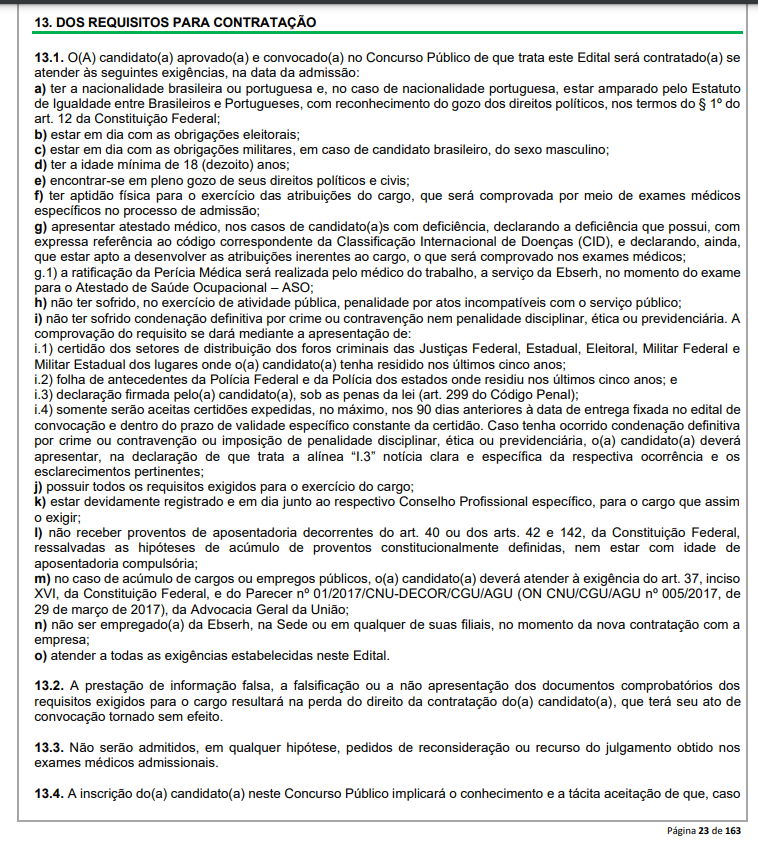 13. DOS REQUISITOS PARA CONTRATAÇÃO
13.1. O(A) candidato(a) aprovado(a) e convocado(a) no Concurso Público de que trata este Edital será contratado(a) se
atender às seguintes exigências, na data da admissão:
a) ter a nacionalidade brasileira ou portuguesa e, no caso de nacionalidade portuguesa, estar amparado pelo Estatuto
de Igualdade entre Brasileiros e Portugueses, com reconhecimento do gozo dos direitos políticos, nos termos do § 1º do
art. 12 da Constituição Federal;
b) estar em dia com as obrigações eleitorais;
c) estar em dia com as obrigações militares, em caso de candidato brasileiro, do sexo masculino;
d) ter a idade mínima de 18 (dezoito) anos;
e) encontrar-se em pleno gozo de seus direitos políticos e civis;
f) ter aptidão física para o exercício das atribuições do cargo, que será comprovada por meio de exames médicos
específicos no processo de admissão;
g) apresentar atestado médico, nos casos de candidato(a)s com deficiência, declarando a deficiência que possui, com
expressa referência ao código correspondente da Classificação Internacional de Doenças (CID), e declarando, ainda,
que estar apto a desenvolver as atribuições inerentes ao cargo, o que será comprovado nos exames médicos;
g.1) a ratificação da Perícia Médica será realizada pelo médico do trabalho, a serviço da Ebserh, no momento do exame
para o Atestado de Saúde Ocupacional – ASO;
h) não ter sofrido, no exercício de atividade pública, penalidade por atos incompatíveis com o serviço público;
i) não ter sofrido condenação definitiva por crime ou contravenção nem penalidade disciplinar, ética ou previdenciária. A
comprovação do requisito se dará mediante a apresentação de:
i.1) certidão dos setores de distribuição dos foros criminais das Justiças Federal, Estadual, Eleitoral, Militar Federal e
Militar Estadual dos lugares onde o(a) candidato(a) tenha residido nos últimos cinco anos;
i.2) folha de antecedentes da Polícia Federal e da Polícia dos estados onde residiu nos últimos cinco anos; e
i.3) declaração firmada pelo(a) candidato(a), sob as penas da lei (art. 299 do Código Penal);
i.4) somente serão aceitas certidões expedidas, no máximo, nos 90 dias anteriores à data de entrega fixada no edital de
convocação e dentro do prazo de validade específico constante da certidão. Caso tenha ocorrido condenação definitiva
por crime ou contravenção ou imposição de penalidade disciplinar, ética ou previdenciária, o(a) candidato(a) deverá
apresentar, na declaração de que trata a alínea “I.3” notícia clara e específica da respectiva ocorrência e os
esclarecimentos pertinentes;
j) possuir todos os requisitos exigidos para o exercício do cargo;
k) estar devidamente registrado e em dia junto ao respectivo Conselho Profissional específico, para o cargo que assim
o exigir;
l) não receber proventos de aposentadoria decorrentes do art. 40 ou dos arts. 42 e 142, da Constituição Federal,
ressalvadas as hipóteses de acúmulo de proventos constitucionalmente definidas, nem estar com idade de
aposentadoria compulsória;
m) no caso de acúmulo de cargos ou empregos públicos, o(a) candidato(a) deverá atender à exigência do art. 37, inciso
XVI, da Constituição Federal, e do Parecer nº 01/2017/CNU-DECOR/CGU/AGU (ON CNU/CGU/AGU nº 005/2017, de
29 de março de 2017), da Advocacia Geral da União;
n) não ser empregado(a) da Ebserh, na Sede ou em qualquer de suas filiais, no momento da nova contratação com a
empresa;
o) atender a todas as exigências estabelecidas neste Edital.
13.2. A prestação de informação falsa, a falsificação ou a não apresentação dos documentos comprobatórios dos
requisitos exigidos para o cargo resultará na perda do direito da contratação do(a) candidato(a), que terá seu ato de
convocação tornado sem efeito.
13.3. Não serão admitidos, em qualquer hipótese, pedidos de reconsideração ou recurso do julgamento obtido nos
exames médicos admissionais.
13.4. A inscrição do(a) candidato(a) neste Concurso Público implicará o conhecimento e a tácita aceitação de que, caso
Página 23 de 163